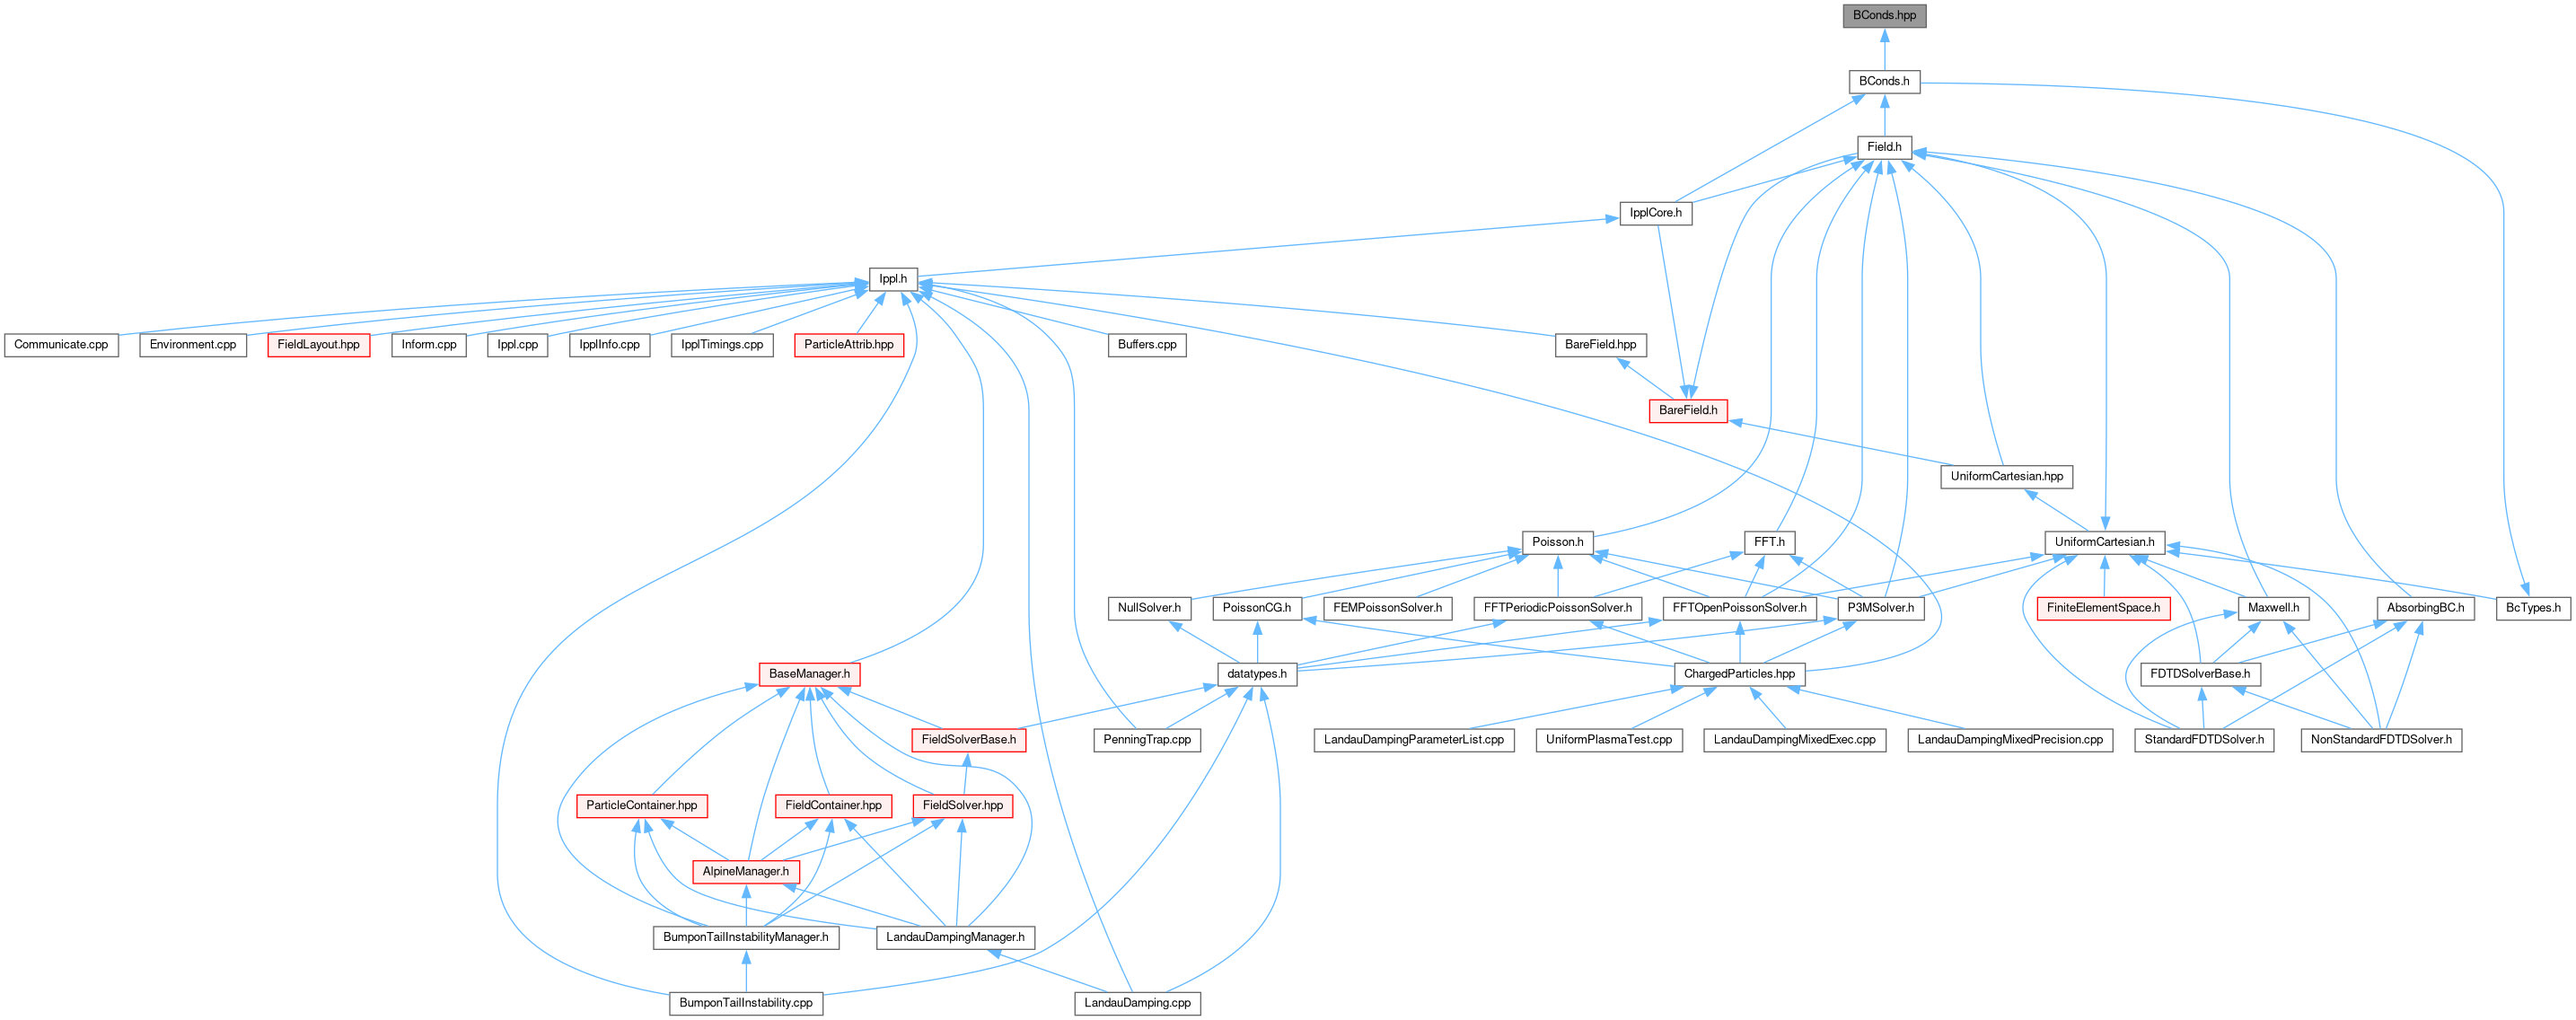 BConds.hpp
BConds.h
Field.h
IpplCore.h
Ippl.h
Communicate.cpp
Environment.cpp
FieldLayout.hpp
Inform.cpp
Ippl.cpp
IpplInfo.cpp
IpplTimings.cpp
ParticleAttrib.hpp
Buffers.cpp
BareField.hpp
BareField.h
UniformCartesian.hpp
Poisson.h
FFT.h
UniformCartesian.h
NullSolver.h
PoissonCG.h
FEMPoissonSolver.h
FFTPeriodicPoissonSolver.h
FFTOpenPoissonSolver.h
P3MSolver.h
FiniteElementSpace.h
Maxwell.h
AbsorbingBC.h
BcTypes.h
BaseManager.h
datatypes.h
ChargedParticles.hpp
FDTDSolverBase.h
FieldSolverBase.h
PenningTrap.cpp
LandauDampingParameterList.cpp
UniformPlasmaTest.cpp
LandauDampingMixedExec.cpp
LandauDampingMixedPrecision.cpp
StandardFDTDSolver.h
NonStandardFDTDSolver.h
ParticleContainer.hpp
FieldContainer.hpp
FieldSolver.hpp
AlpineManager.h
BumponTailInstabilityManager.h
LandauDampingManager.h
BumponTailInstability.cpp
LandauDamping.cpp